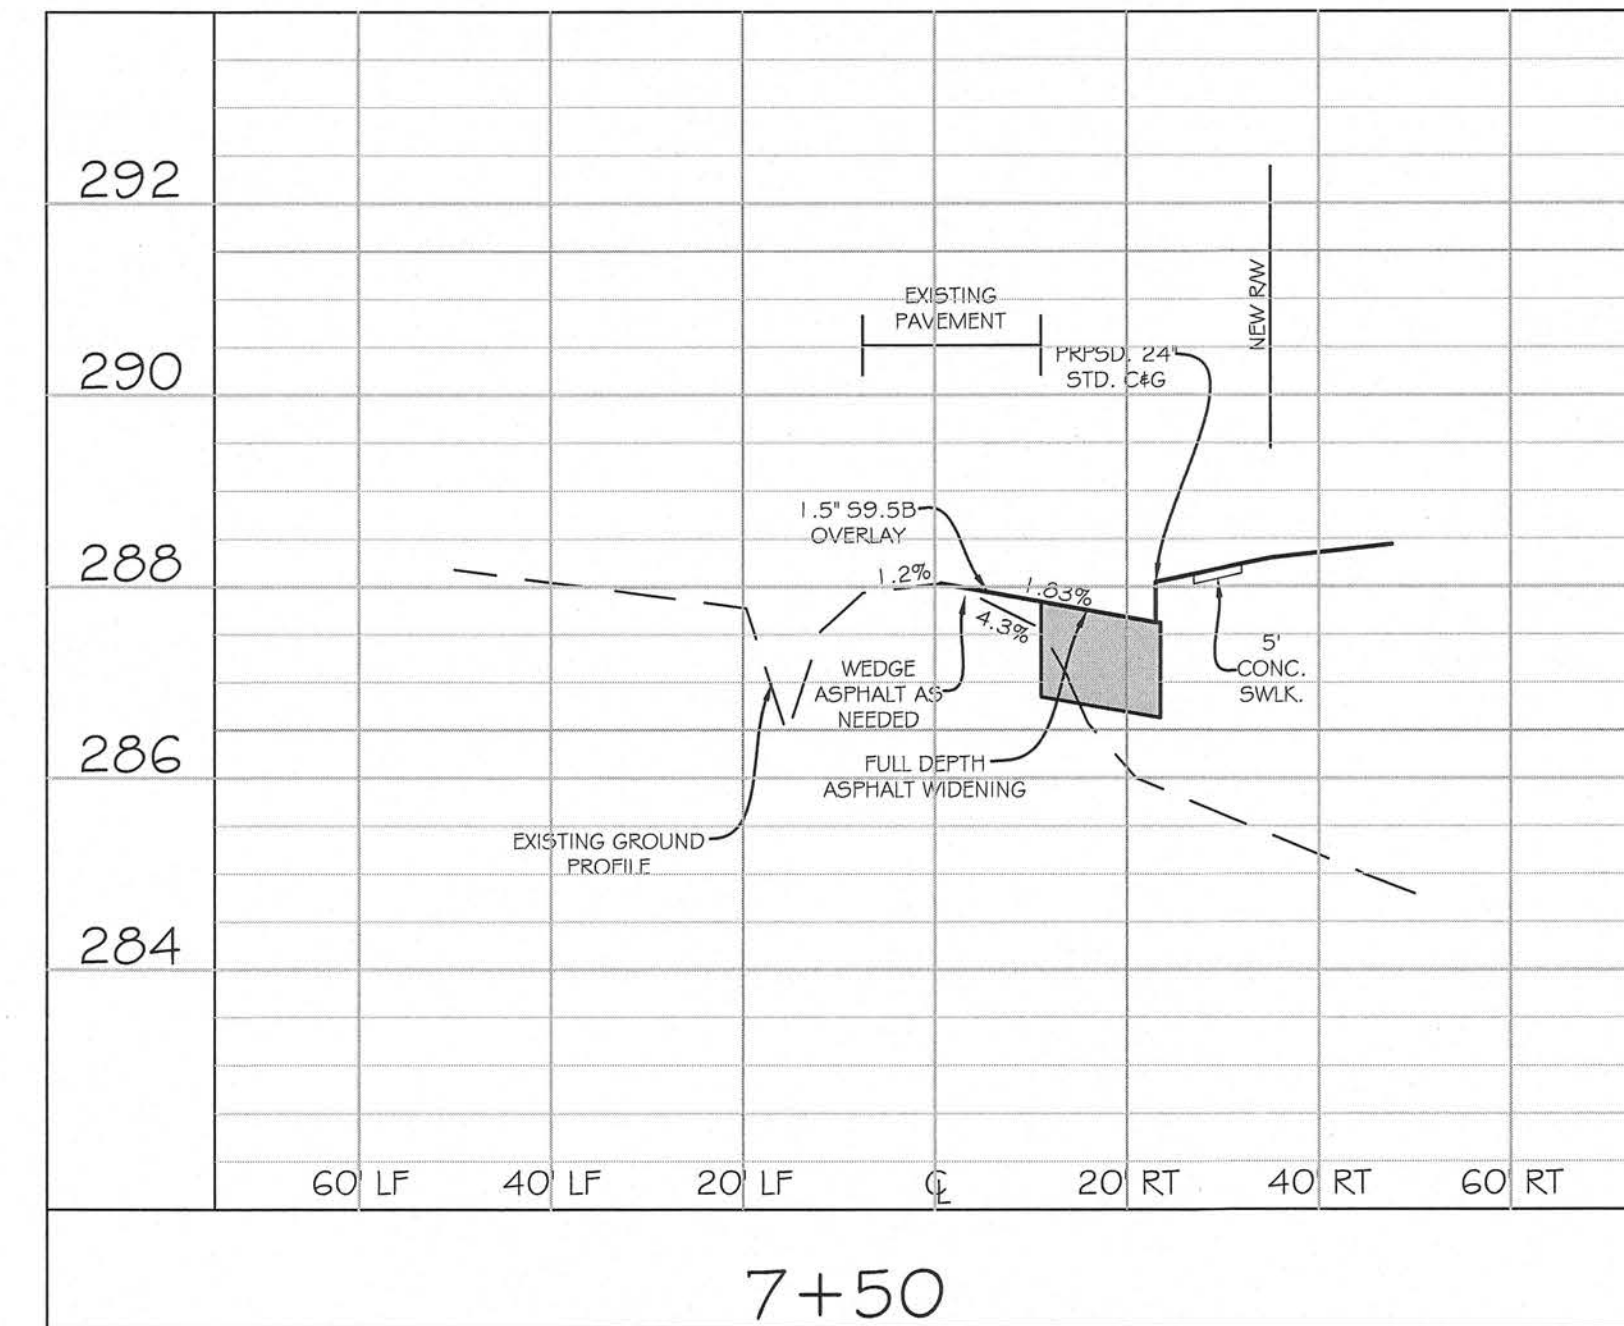 292
EXISTING
PAVEMENT
NEW R/W
290
PRPSD. 24"
STD. C&G
1.5" S9.5B
OVERLAY
288
1.2%
1.83%
4.3%
WEDGE
ASPHALT AS
NEEDED
5'
CONC.
SWLK.
286
FULL DEPTH
ASPHALT WIDENING
EXISTING GROUND
PROFILE
284
60' LF 40' LF 20' LF CL 20' RT 40' RT 60' RT
7+50